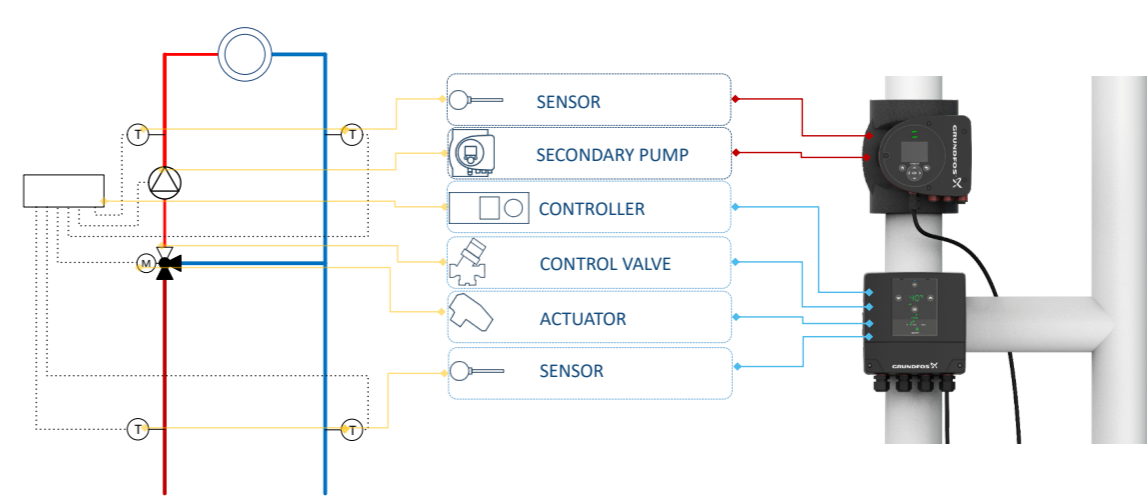 T
T
M
T
T
SENSOR
SECONDARY PUMP
CONTROLLER
CONTROL VALVE
ACTUATOR
SENSOR
GRUNDFOS
GRUNDFOS